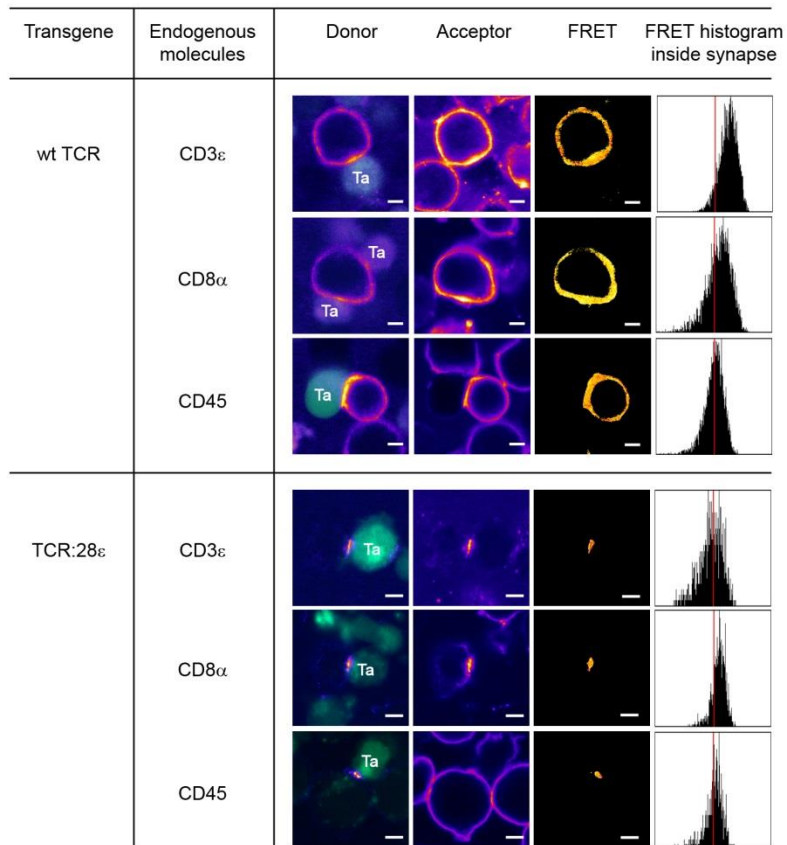 Transgene Endogenous molecules Donor Acceptor FRET FRET histogram inside synapse
wt TCR CD3ε
Ta
CD8α
Ta
Ta
CD45
Ta
TCR:28ε CD3ε
Ta
CD8α
Ta
CD45
Ta